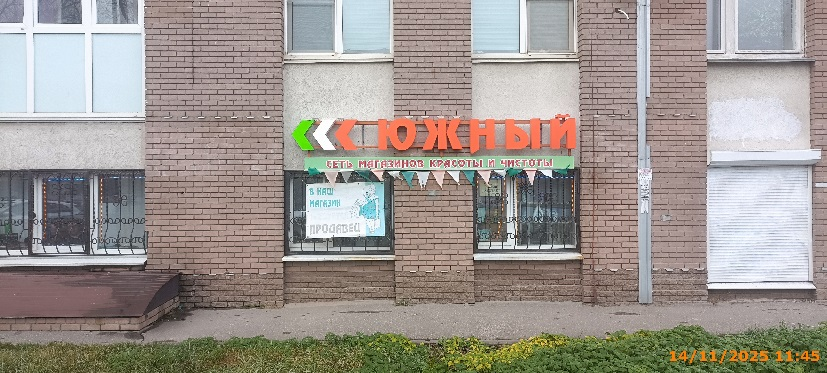 ЮЖНЫЙ
СЕТЬ МАГАЗИНОВ КРАСОТЫ И ЧИСТОТЫ
В НАШ
МАГАЗИН
ПРОДАВЕЦ
14/11/2025 11:45